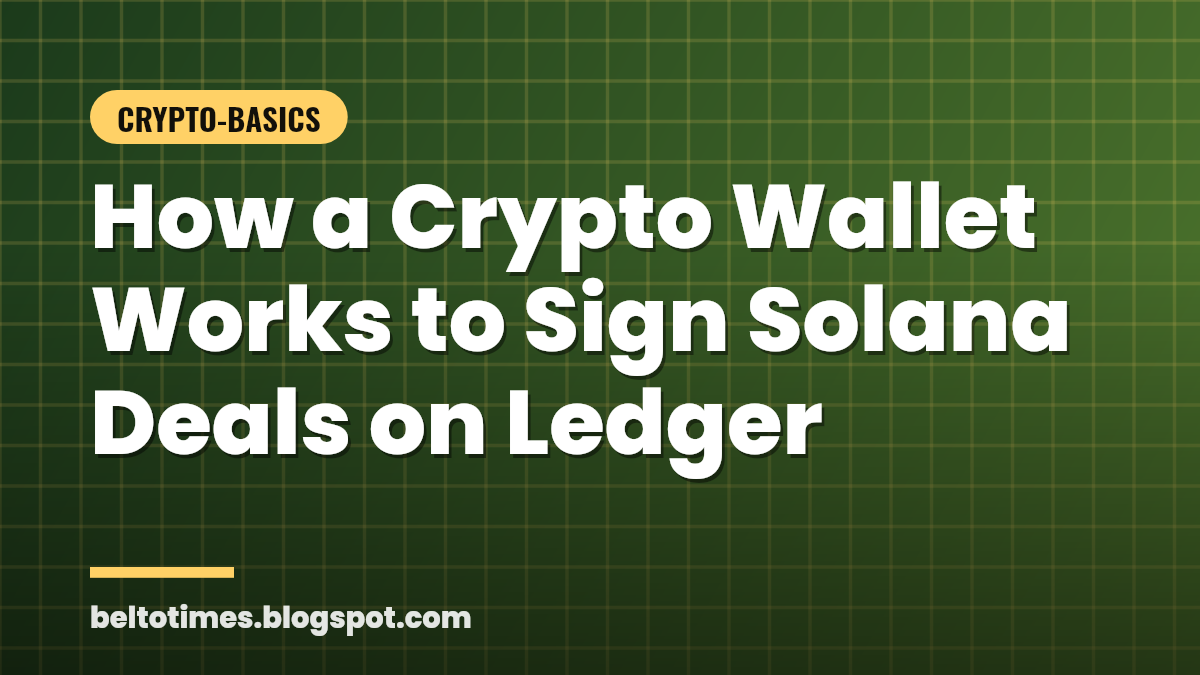 CRYPTO-BASICS
How a Crypto Wallet
Works to Sign Solana
Deals on Ledger
beltotimes.blogspot.com